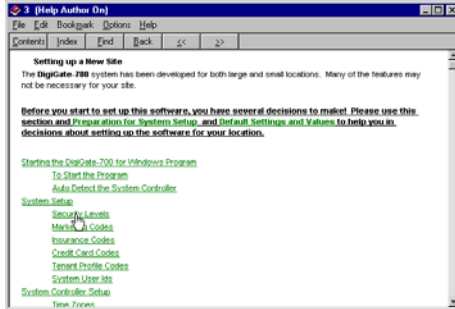 3 (Help Author On)
File Edit Bookmark Options Help
Contents Index Find Back << >>
Setting up a New Site
The DigiGate-700 system has been developed for both large and small locations. Many of the features may
not be necessary for your site.
Before you start to set up this software, you have several decisions to make! Please use this
section and Preparation for System Setup and Default Settings and Values to help you in
decisions about setting up the software for your location.
Starting the DigiGate-700 for Windows Program
To Start the Program
Auto Detect the System Controller
System Setup
Security Levels
Marketing Codes
Insurance Codes
Credit Card Codes
Tenant Profile Codes
System User Ids
System Controller Setup
Time Zones